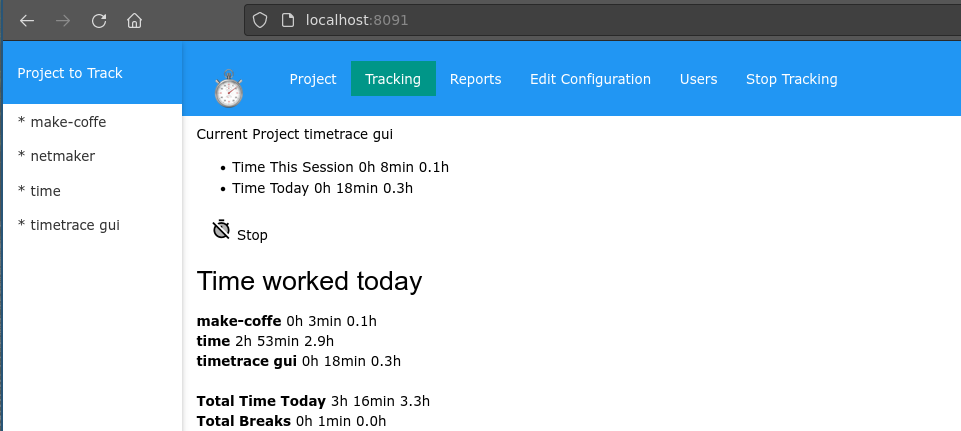 localhost:8091
Project to Track
Project Tracking Reports Edit Configuration Users Stop Tracking
* make-coffe
* netmaker
* time
* timetrace gui
Current Project timetrace gui
• Time This Session 0h 8min 0.1h
• Time Today 0h 18min 0.3h
Stop
Time worked today
make-coffe 0h 3min 0.1h
time 2h 53min 2.9h
timetrace gui 0h 18min 0.3h
Total Time Today 3h 16min 3.3h
Total Breaks 0h 1min 0.0h